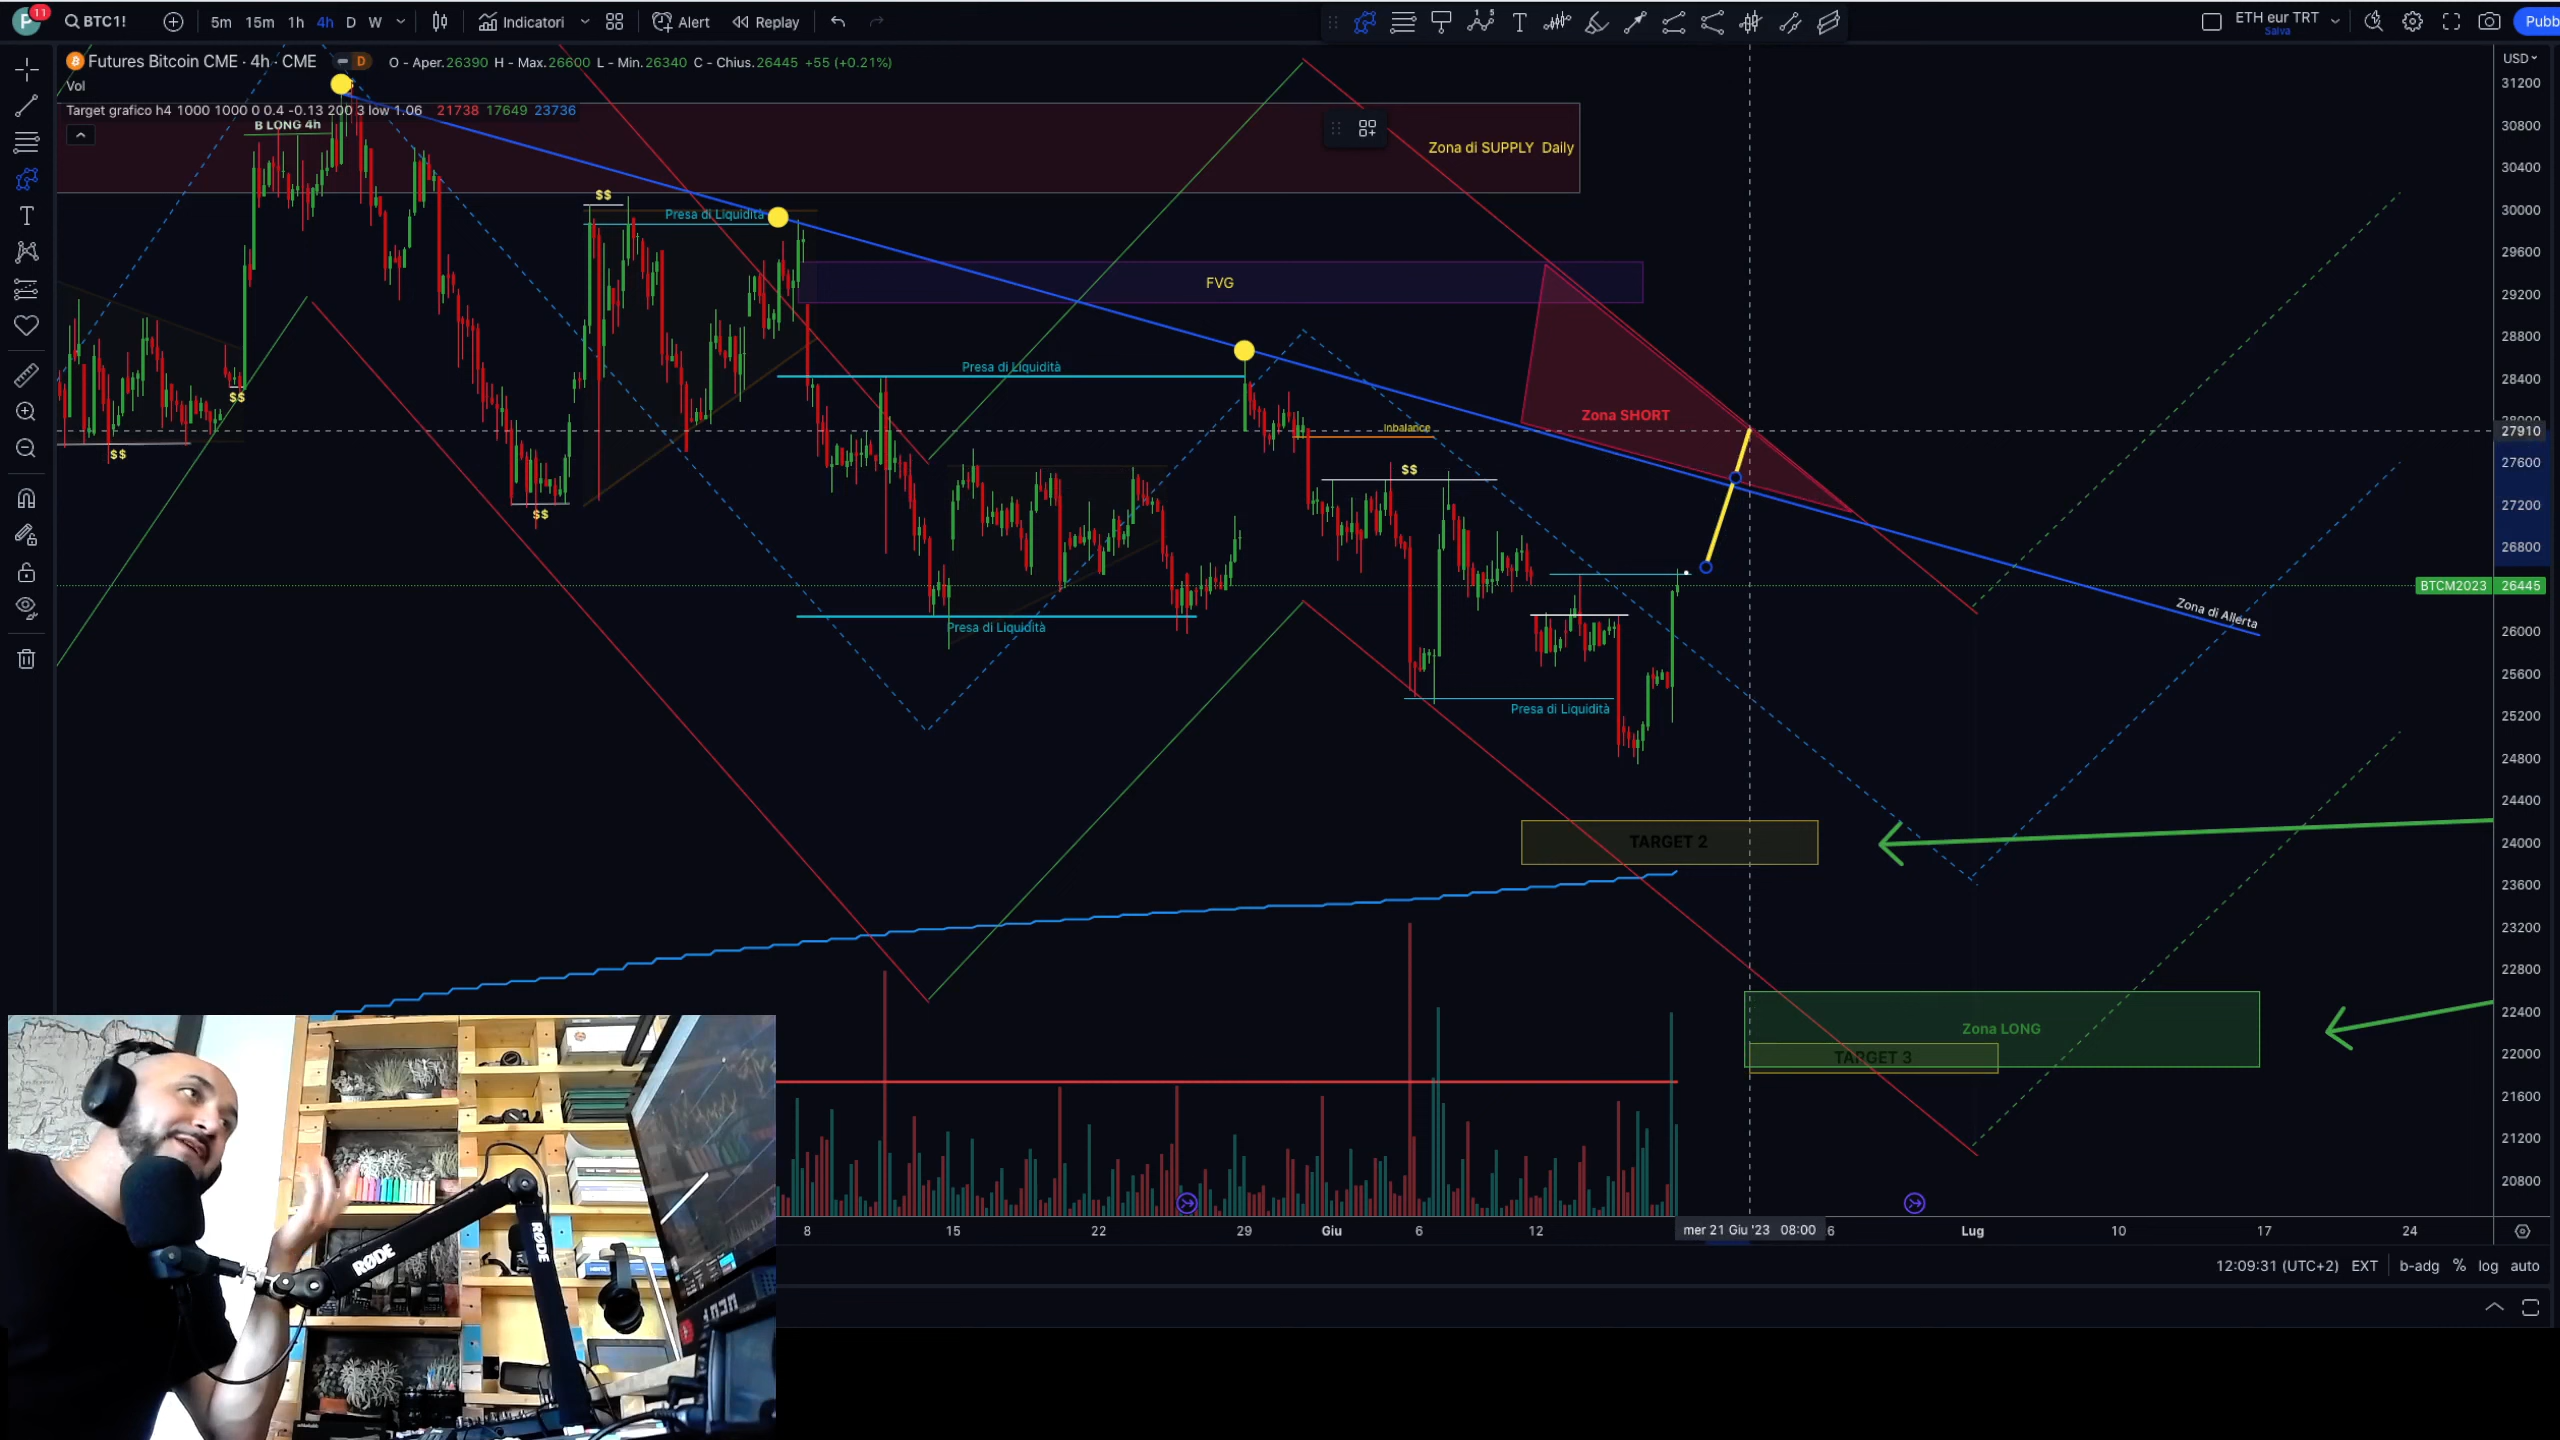 P 11 BTC1! 5m 15m 1h 4h D W Indicatori Alert Replay ETH eur TRT Salva Pubb
Futures Bitcoin CME · 4h · CME D O - Aper.26390 H - Max.26600 L - Min.26340 C - Chius.26445 +55 (+0.21%)
Vol
Target grafico h4 1000 1000 0 0.4 -0.13 200 3 low 1.06 21738 17649 23736
B LONG 4h
Zona di SUPPLY Daily
$$
Presa di Liquidità
FVG
Presa di Liquidità
$$
Zona SHORT
Inbalance
$$
$$
$$
Presa di Liquidità
Zona di Allerta
Presa di Liquidità
TARGET 2
Zona LONG
TARGET 3
USD
31200
30800
30400
30000
29600
29200
28800
28400
28000
27910
27600
27200
26800
BTCM2023 26445
26000
25600
25200
24800
24400
24000
23600
23200
22800
22400
22000
21600
21200
20800
8 15 22 29 Giu 6 12 mer 21 Giu '23 08:00 6 Lug 10 17 24
12:09:31 (UTC+2) EXT b-adg % log auto
RØDE
RØDE